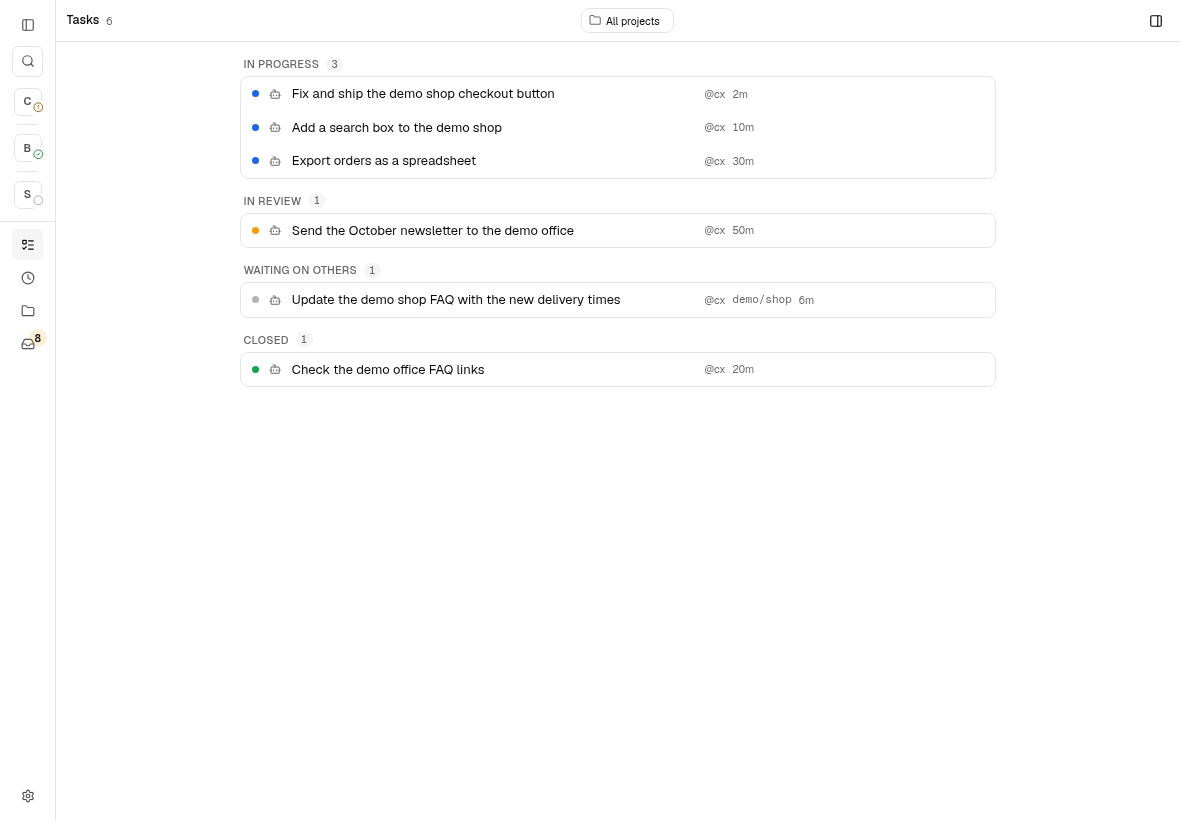 Tasks 6
All projects
C
B
S
8
IN PROGRESS 3
Fix and ship the demo shop checkout button @cx 2m
Add a search box to the demo shop @cx 10m
Export orders as a spreadsheet @cx 30m
IN REVIEW 1
Send the October newsletter to the demo office @cx 50m
WAITING ON OTHERS 1
Update the demo shop FAQ with the new delivery times @cx demo/shop 6m
CLOSED 1
Check the demo office FAQ links @cx 20m